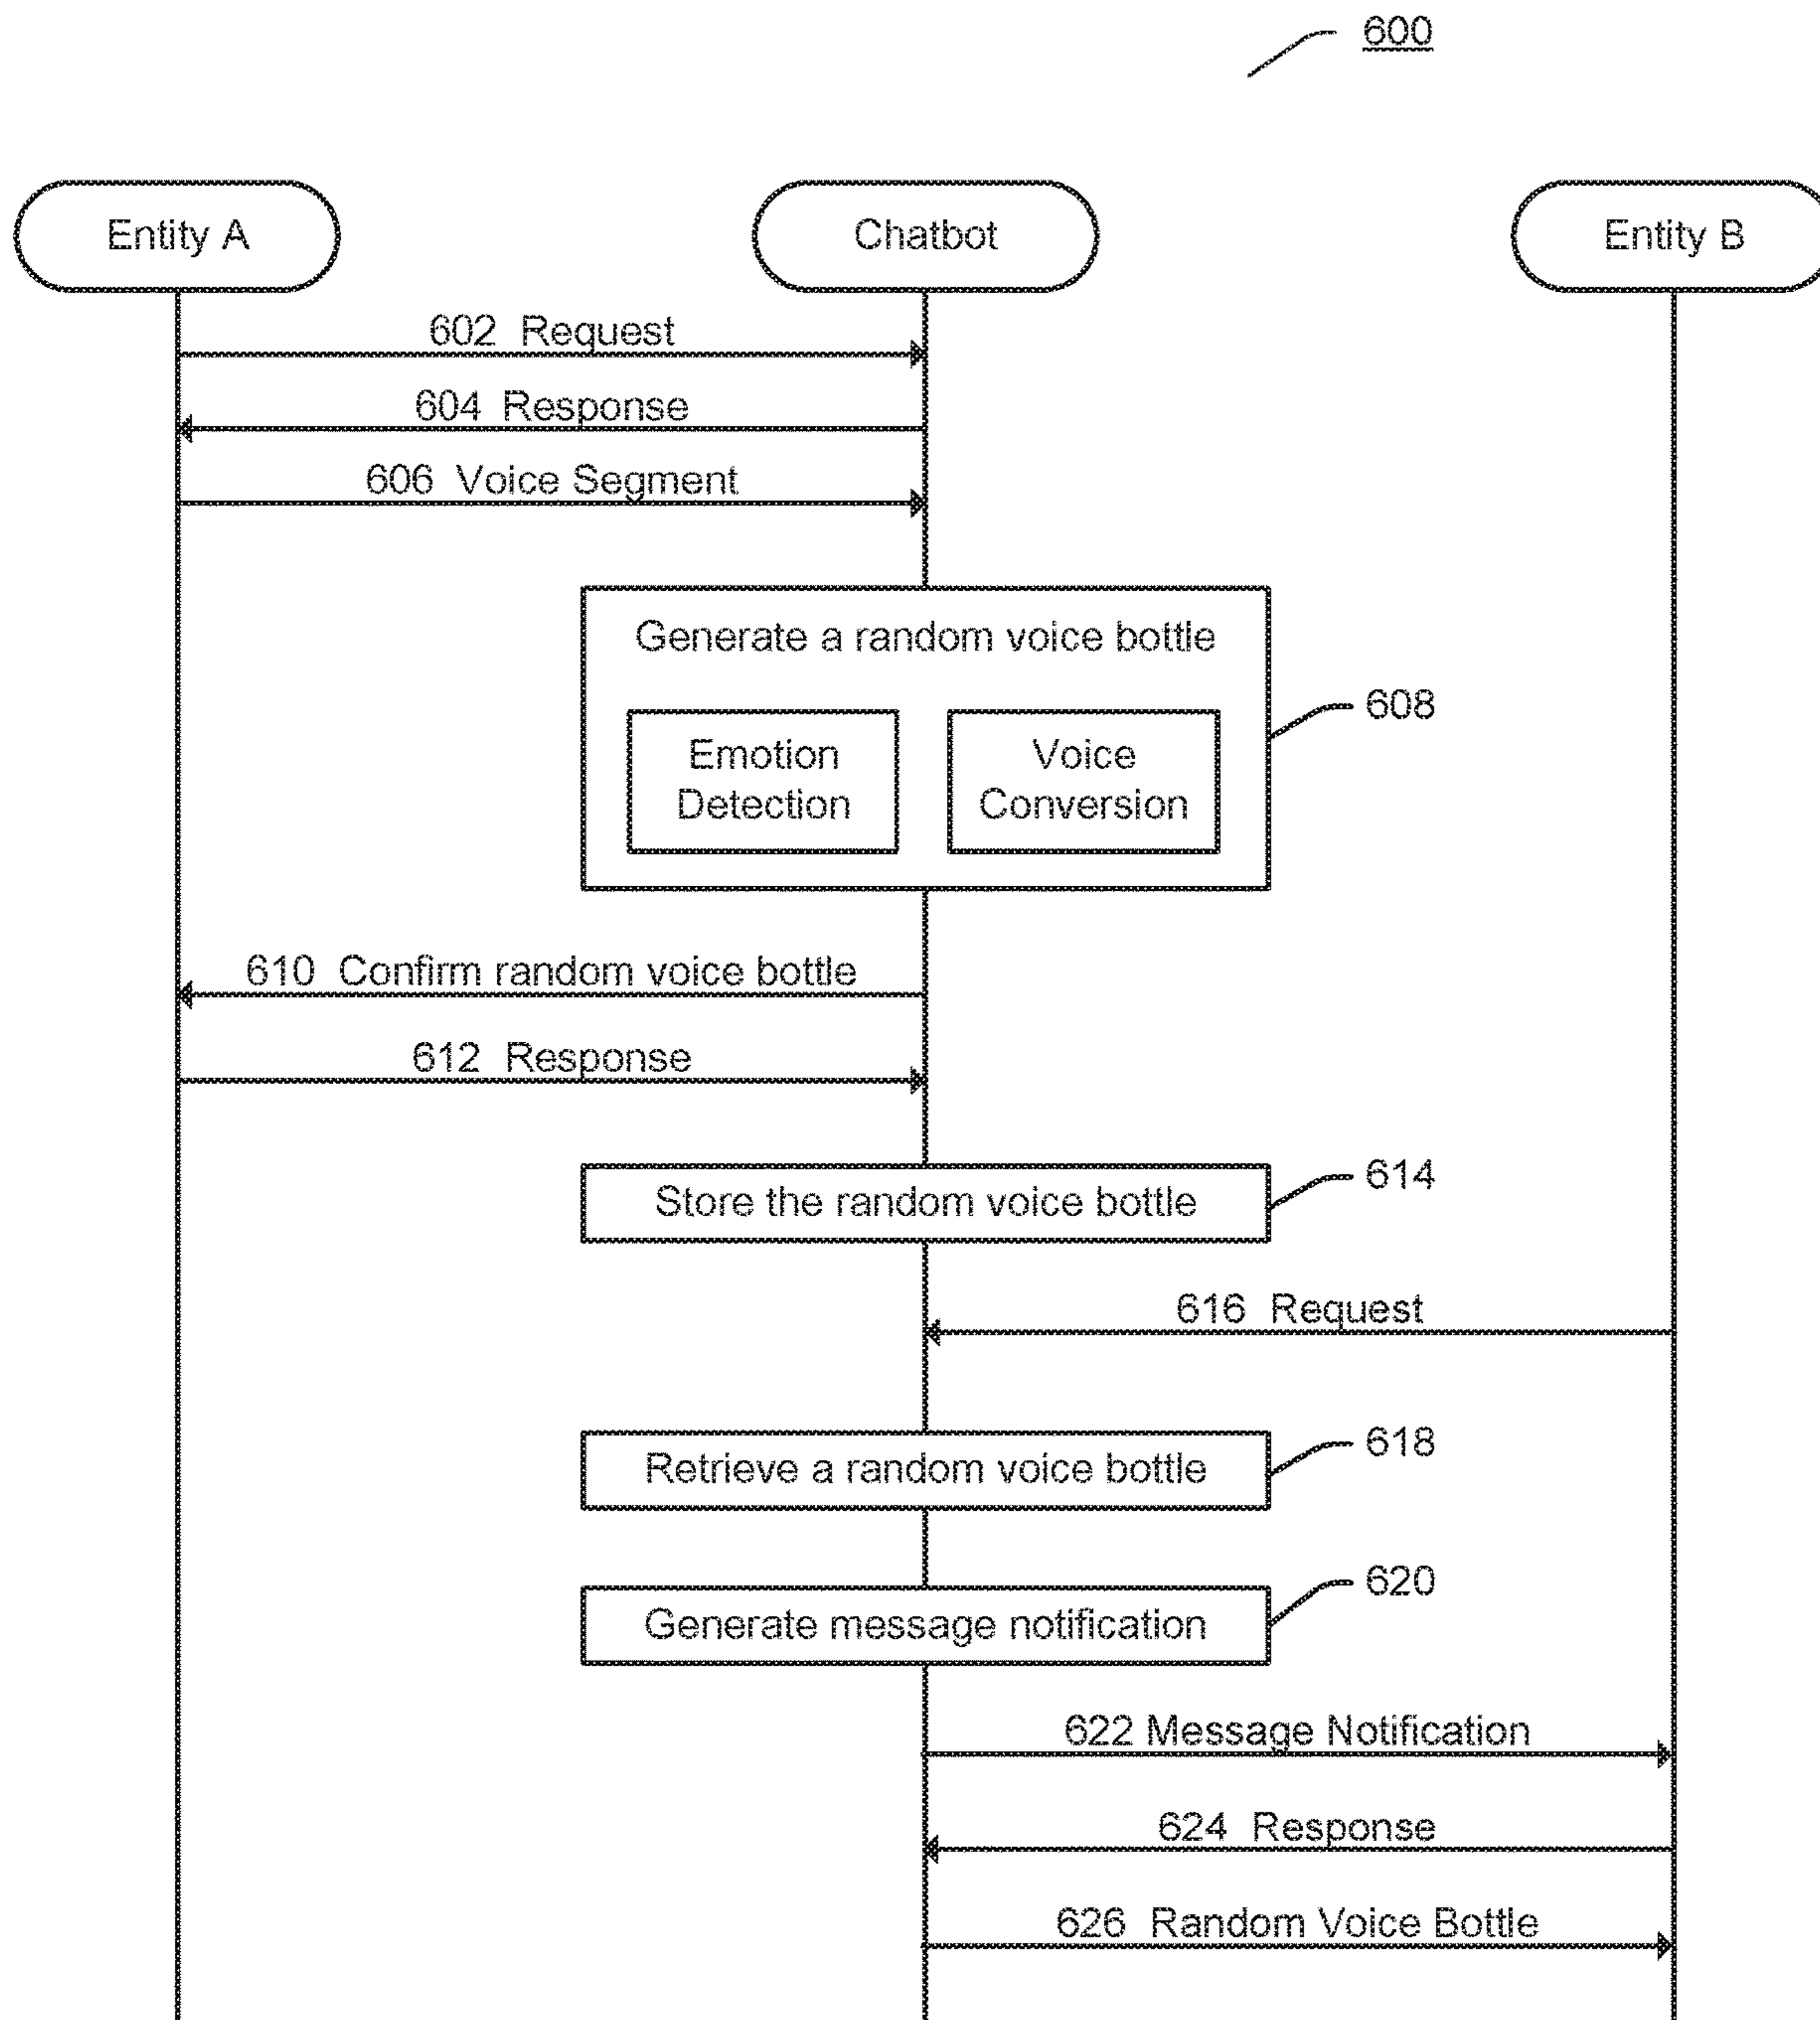 600
Entity A
Chatbot
Entity B
602 Request
604 Response
606 Voice Segment
Generate a random voice bottle
Emotion
Detection
Voice
Conversion
608
610 Confirm random voice bottle
612 Response
Store the random voice bottle
614
616 Request
Retrieve a random voice bottle
618
Generate message notification
620
622 Message Notification
624 Response
626 Random Voice Bottle